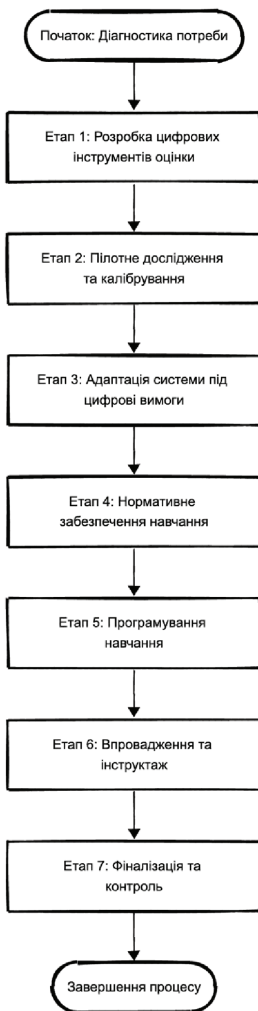 Початок: Діагностика потреби
Етап 1: Розробка цифрових
інструментів оцінки
Етап 2: Пілотне дослідження
та калібрування
Етап 3: Адаптація системи під
цифрові вимоги
Етап 4: Нормативне
забезпечення навчання
Етап 5: Програмування
навчання
Етап 6: Впровадження та
інструктаж
Етап 7: Фіналізація та
контроль
Завершення процесу